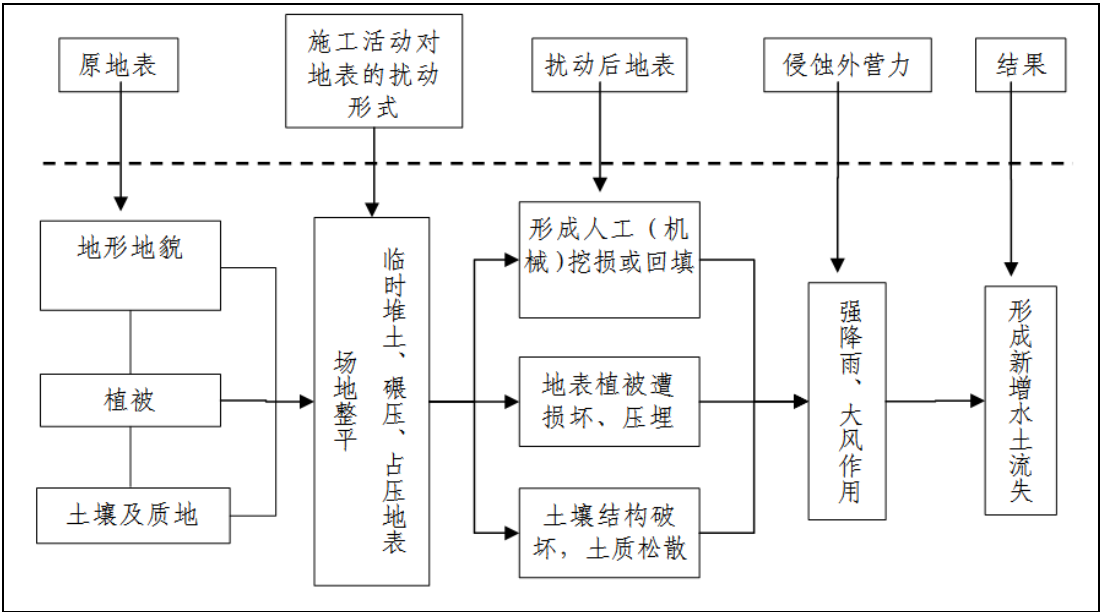 原地表
施工活动对
地表的扰动
形式
扰动后地表
侵蚀外营力
结果
地形地貌
植被
土壤及质地
临时堆土、碾压、占压地表
场地整平
形成人工（机
械)挖损或回填
地表植被遭
损坏、压埋
土壤结构破
坏，土质松散
强降雨、大风作用
形成新增水土流失